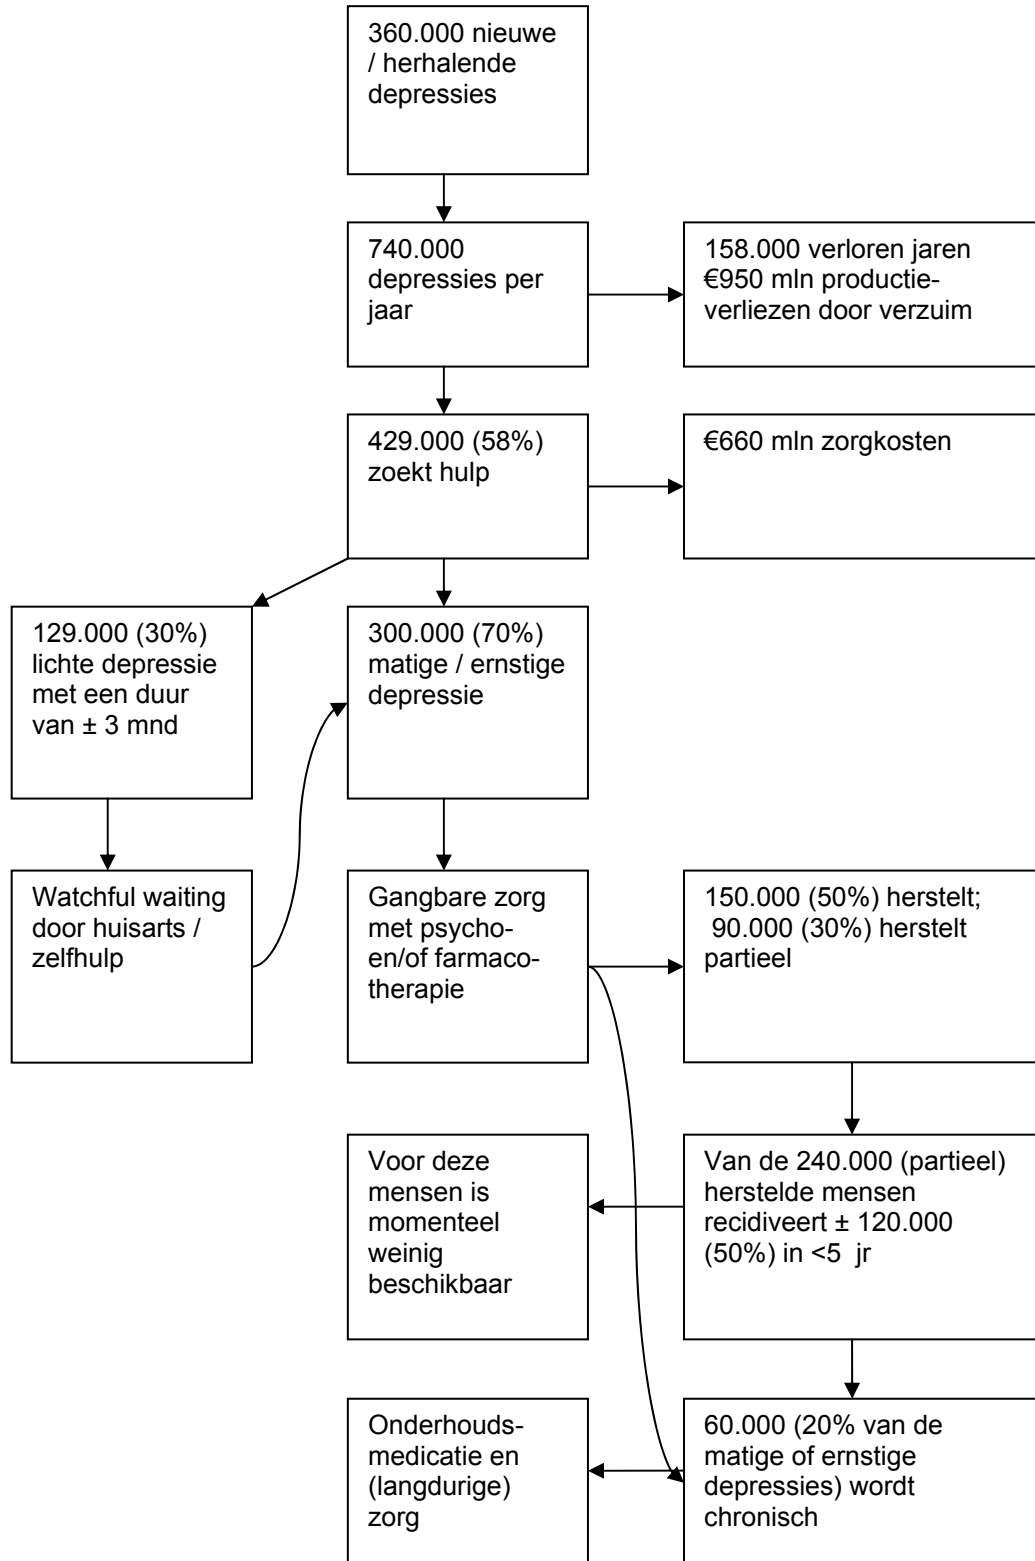 360.000 nieuwe
/ herhalende
depressies
740.000
depressies per
jaar
158.000 verloren jaren
€950 mln productie-
verliezen door verzuim
429.000 (58%)
zoekt hulp
€660 mln zorgkosten
129.000 (30%)
lichte depressie
met een duur
van ± 3 mnd
300.000 (70%)
matige / ernstige
depressie
Watchful waiting
door huisarts /
zelfhulp
Gangbare zorg
met psycho-
en/of farmaco-
therapie
150.000 (50%) herstelt;
90.000 (30%) herstelt
partieel
Voor deze
mensen is
momenteel
weinig
beschikbaar
Van de 240.000 (partieel)
herstelde mensen
recidiveert ± 120.000
(50%) in <5 jr
Onderhouds-
medicatie en
(langdurige)
zorg
60.000 (20% van de
matige of ernstige
depressies) wordt
chronisch